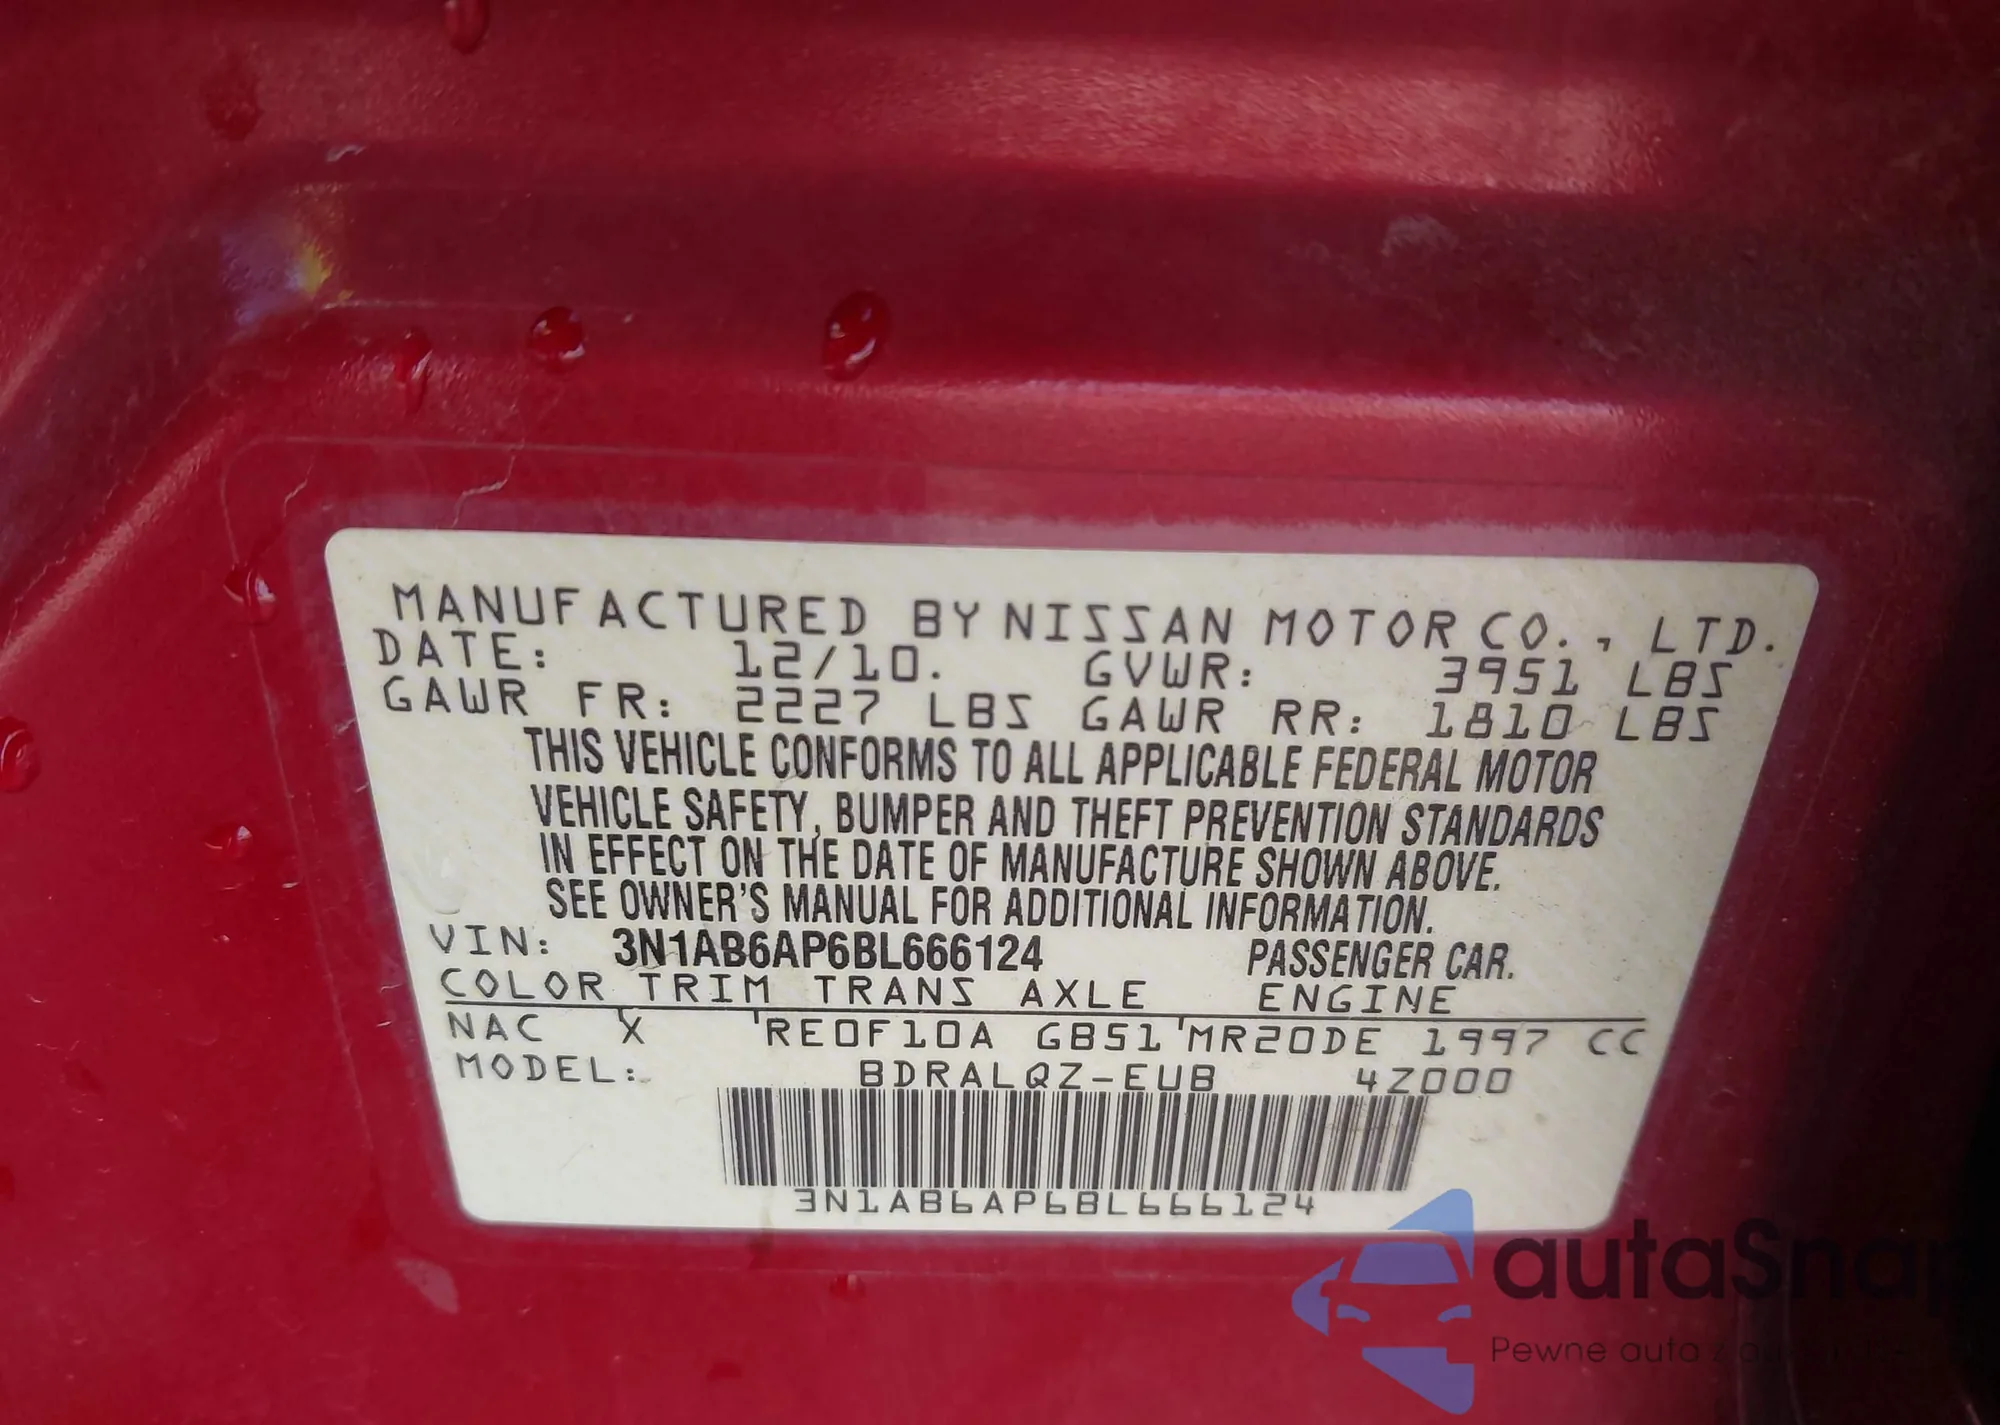 MANUFACTURED BY NISSAN MOTOR CO., LTD.
DATE: 12/10. GVWR: 3951 LBS
GAWR FR: 2227 LBS GAWR RR: 1810 LBS
THIS VEHICLE CONFORMS TO ALL APPLICABLE FEDERAL MOTOR
VEHICLE SAFETY, BUMPER AND THEFT PREVENTION STANDARDS
IN EFFECT ON THE DATE OF MANUFACTURE SHOWN ABOVE.
SEE OWNER'S MANUAL FOR ADDITIONAL INFORMATION.
VIN: 3N1AB6AP6BL666124 PASSENGER CAR.
COLOR TRIM TRANS AXLE ENGINE
NAC X RE0F10A GB51 MR20DE 1997 CC
MODEL: BDRALQZ-EUB 4Z000
3N1AB6AP6BL666124
autaSnap
Pewne auto z